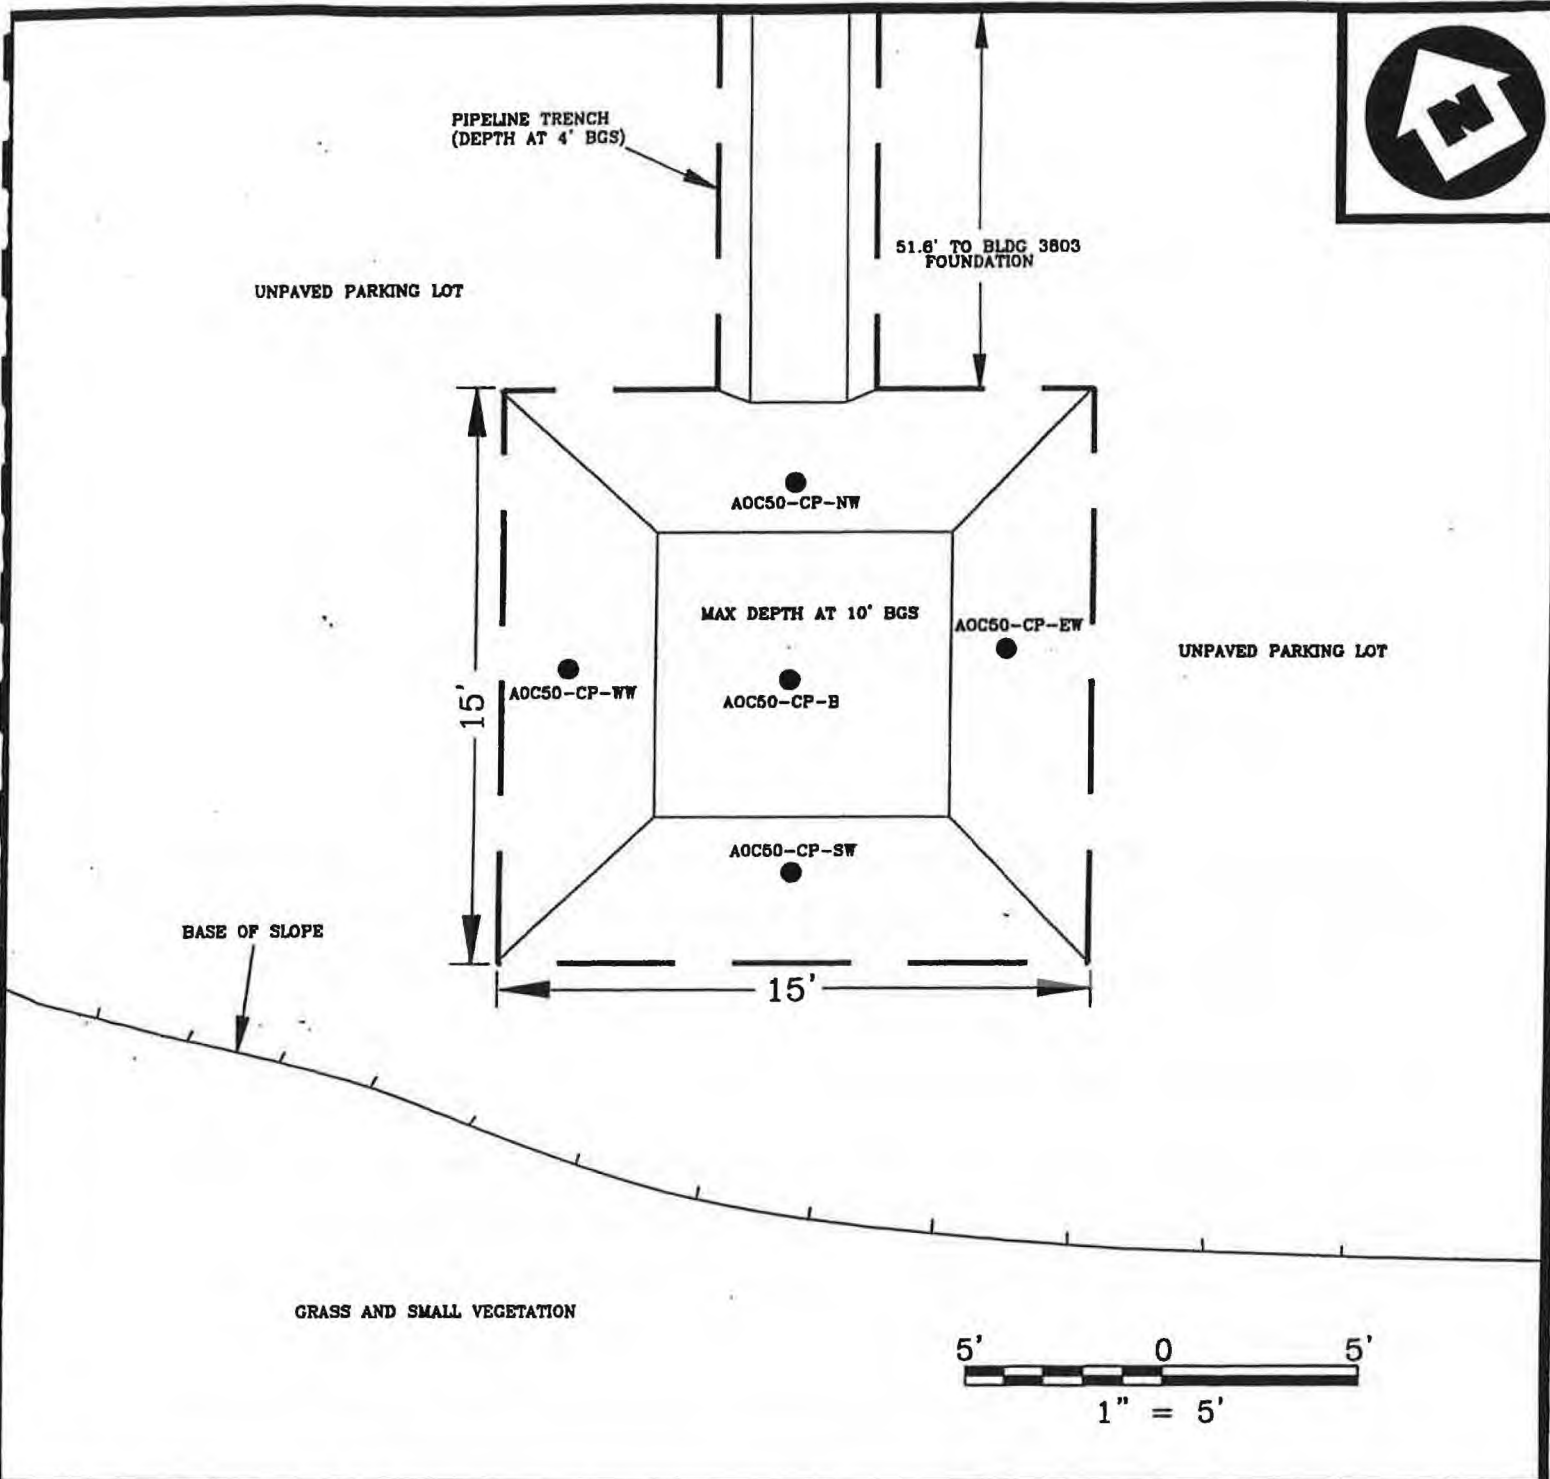 N
PIPELINE TRENCH
(DEPTH AT 4' BGS)
51.6' TO BLDG 3803
FOUNDATION
UNPAVED PARKING LOT
AOC50-CP-NW
MAX DEPTH AT 10' BGS
AOC50-CP-EW
UNPAVED PARKING LOT
AOC50-CP-WW
15'
AOC50-CP-B
AOC50-CP-SW
BASE OF SLOPE
15'
GRASS AND SMALL VEGETATION
5' 0 5'
1" = 5'